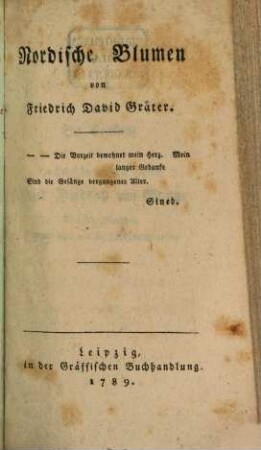 Nordische Blumen
von
Friedrich David Gräter.
— — Die Vorzeit bewohnet mein Herz. Mein
langer Gedanke
Sind die Gesänge vergangener Alter.
Sined.
Leipzig,
in der Gräffischen Buchhandlung.
1789.